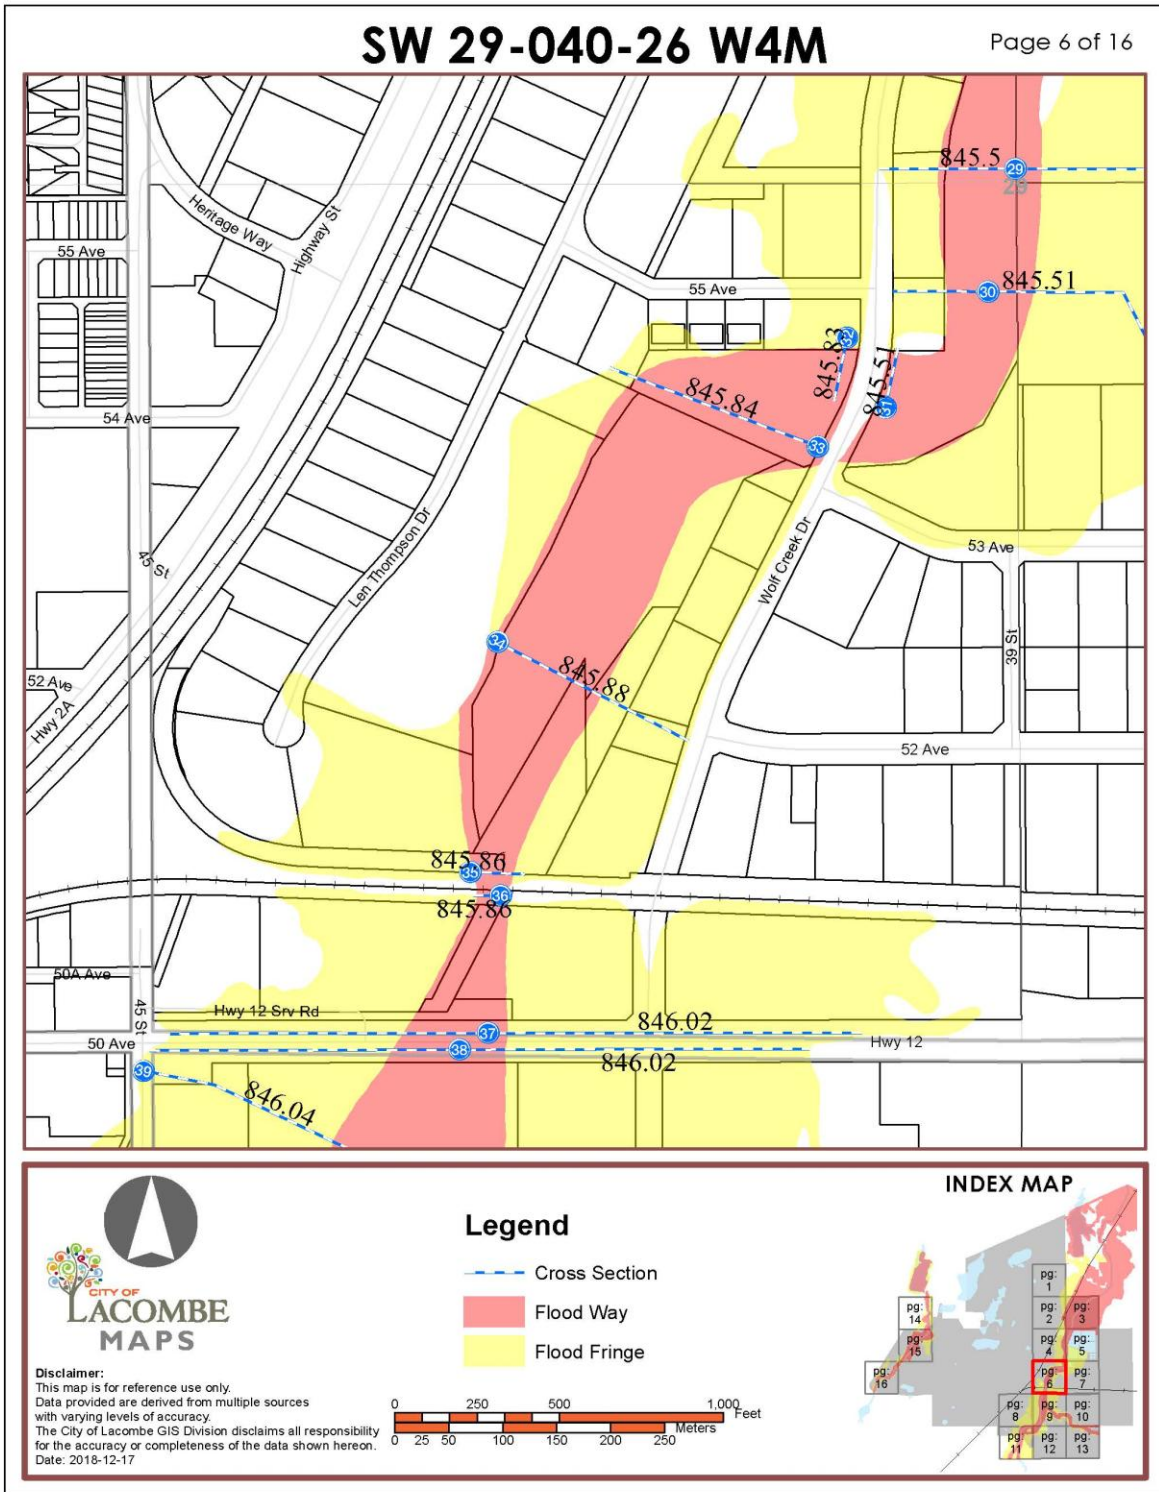 SW 29-040-26 W4M
Page 6 of 16
845.5
29
29
Heritage Way
Highway St
55 Ave
55 Ave
30
845.51
32
845.83
845.51
31
845.84
33
54 Ave
45 St
Len Thompson Dr
Wolf Creek Dr
53 Ave
39 St
34
845.88
52 Ave
Hwy 2A
52 Ave
845.86
35
36
845.86
50A Ave
45 St
Hwy 12 Srv Rd
37
846.02
50 Ave
38
846.02
Hwy 12
39
846.04
CITY OF
LACOMBE
MAPS
Disclaimer:
This map is for reference use only.
Data provided are derived from multiple sources
with varying levels of accuracy.
The City of Lacombe GIS Division disclaims all responsibility
for the accuracy or completeness of the data shown hereon.
Date: 2018-12-17
Legend
Cross Section
Flood Way
Flood Fringe
0 250 500 1,000
Feet
Meters
0 25 50 100 150 200 250
INDEX MAP
pg:
1
pg:
2
pg:
3
pg:
14
pg:
4
pg:
5
pg:
15
pg:
16
pg:
6
pg:
7
pg:
8
pg:
9
pg:
10
pg:
11
pg:
12
pg:
13